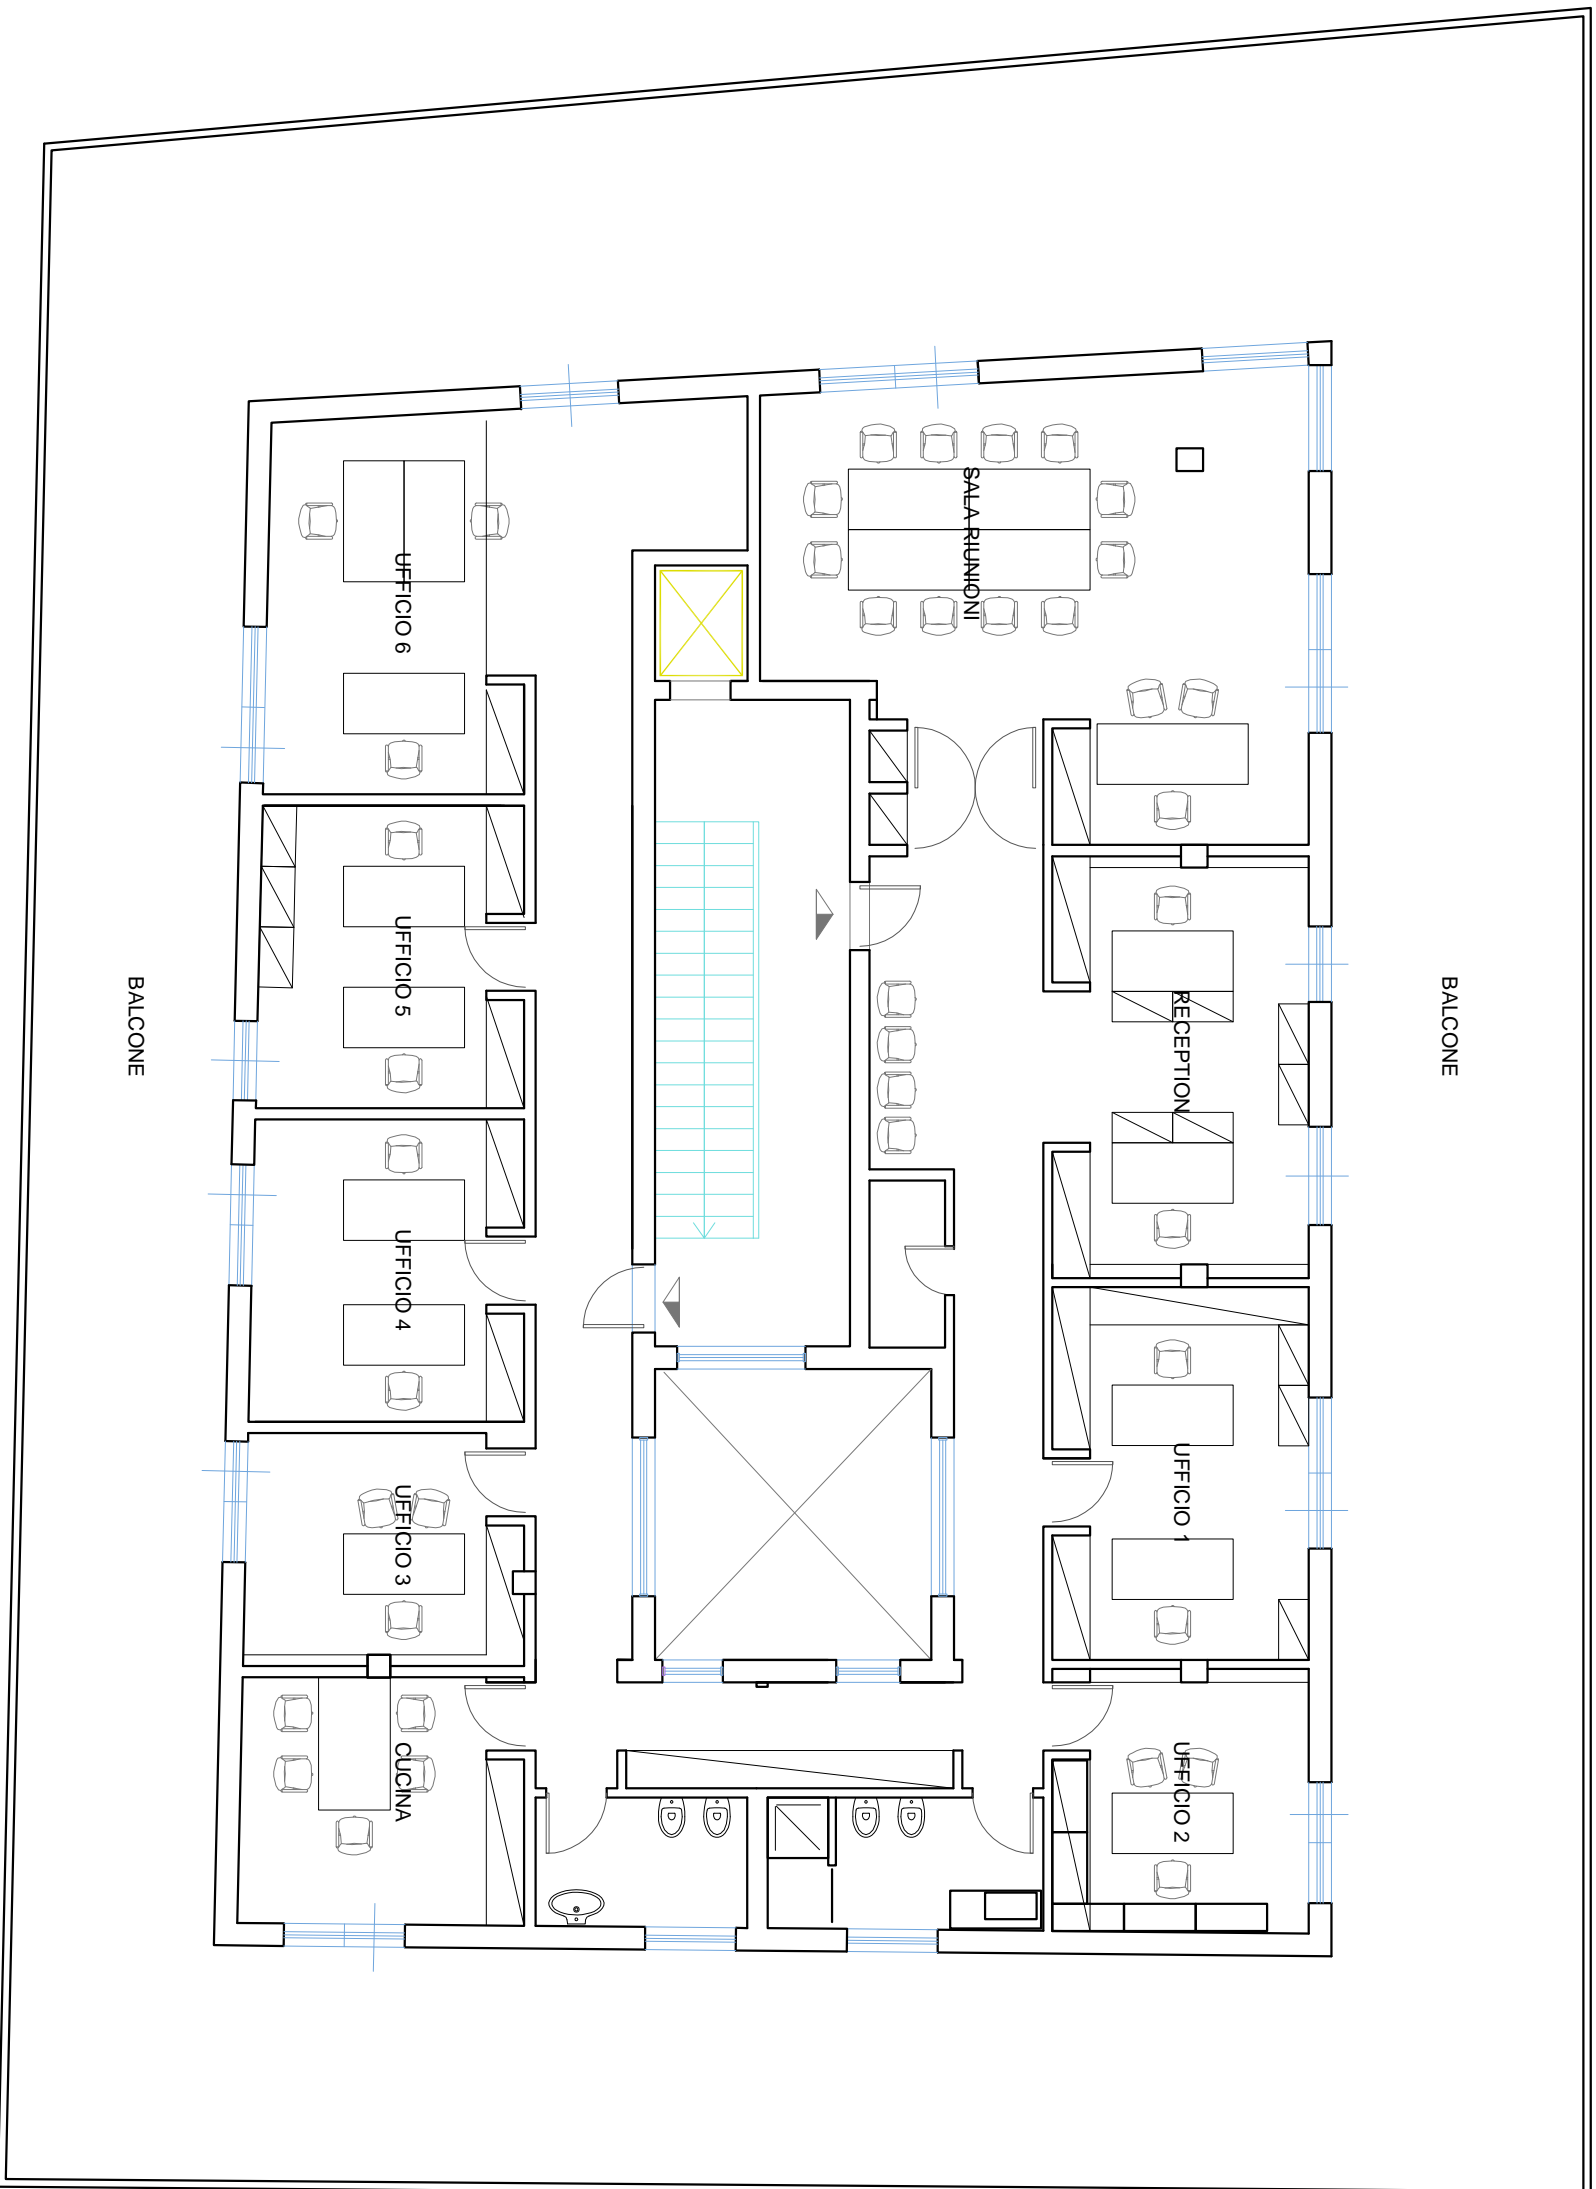 SALA RIUNIONI
UFFICIO 6
UFFICIO 5
BALCONE
BALCONE
RECEPTION
UFFICIO 4
UFFICIO 1
UFFICIO 3
CUCINA
UFFICIO 2